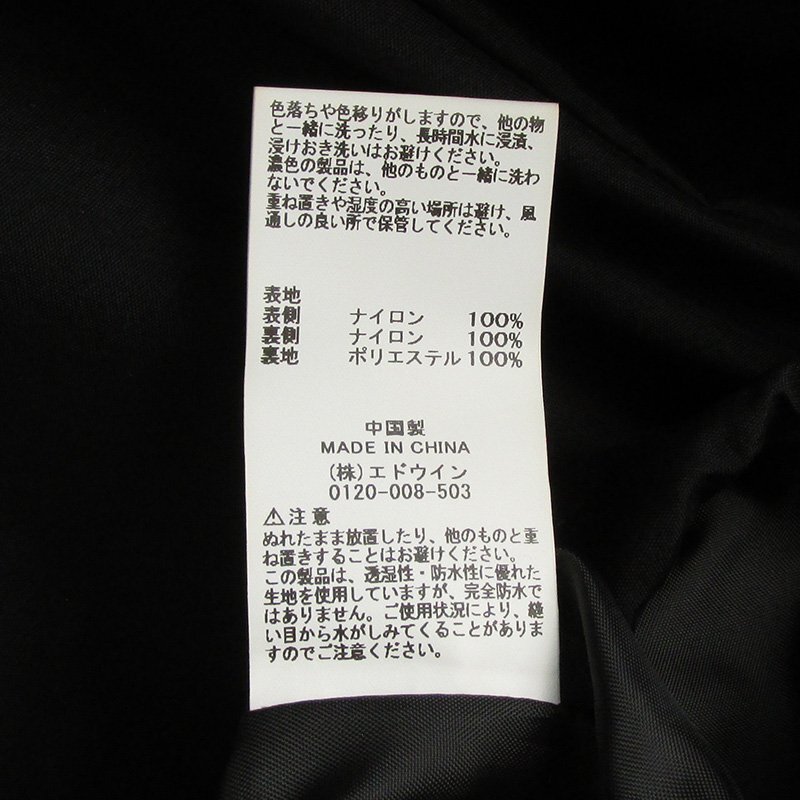 色落ちや色移りがしますので、他の物
と一緒に洗ったり、長時間水に浸漬、
浸けおき洗いはお避けください。
濃色の製品は、他のものと一緒に洗わ
ないでください。
重ね置きや湿度の高い場所は避け、風
通しの良い所で保管してください。
表地
表側 ナイロン 100%
裏側 ナイロン 100%
裏地 ポリエステル 100%
中国製
MADE IN CHINA
(株)エドウイン
0120-008-503
⚠注意
ぬれたまま放置したり、他のものと重
ね置きすることはお避けください。
この製品は、透湿性・防水性に優れた
生地を使用していますが、完全防水で
はありません。ご使用状況により、縫
い目から水がしみてくることがありま
すのでご注意ください。